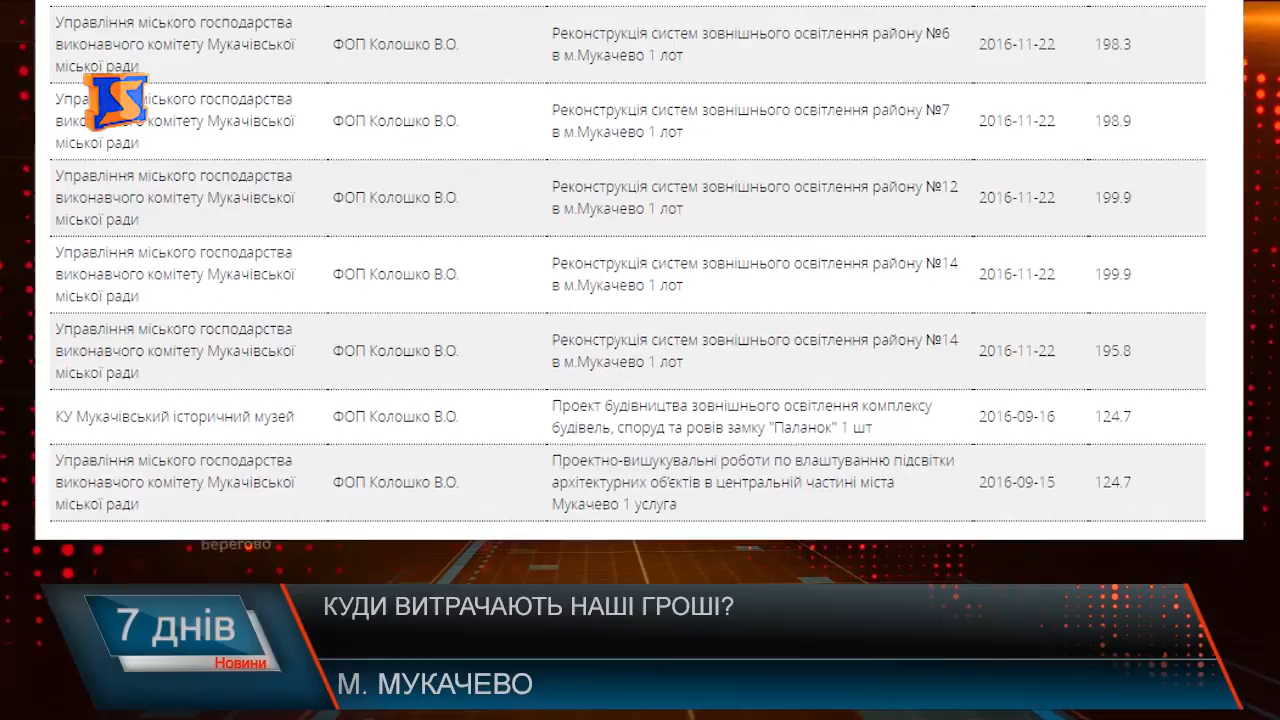 Управління міського господарства
виконавчого комітету Мукачівської
міської ради
ФОП Колошко В.О.
Реконструкція систем зовнішнього освітлення району №6
в м.Мукачево 1 лот
2016-11-22
198.3
Упра іського господарства
вико комітету Мукачівської
міської ради
ФОП Колошко В.О.
Реконструкція систем зовнішнього освітлення району №7
в м.Мукачево 1 лот
2016-11-22
198.9
Управління міського господарства
виконавчого комітету Мукачівської
міської ради
ФОП Колошко В.О.
Реконструкція систем зовнішнього освітлення району №12
в м.Мукачево 1 лот
2016-11-22
199.9
Управління міського господарства
виконавчого комітету Мукачівської
міської ради
ФОП Колошко В.О.
Реконструкція систем зовнішнього освітлення району №14
в м.Мукачево 1 лот
2016-11-22
199.9
Управління міського господарства
виконавчого комітету Мукачівської
міської ради
ФОП Колошко В.О.
Реконструкція систем зовнішнього освітлення району №14
в м.Мукачево 1 лот
2016-11-22
195.8
КУ Мукачівський історичний музей
ФОП Колошко В.О.
Проект будівництва зовнішнього освітлення комплексу
будівель, споруд та ровів замку "Паланок" 1 шт
2016-09-16
124.7
Управління міського господарства
виконавчого комітету Мукачівської
міської ради
ФОП Колошко В.О.
Проектно-вишукувальні роботи по влаштуванню підсвітки
архітектурних об'єктів в центральній частині міста
Мукачево 1 услуга
2016-09-15
124.7
Берегово
7 днів
Новини
КУДИ ВИТРАЧАЮТЬ НАШІ ГРОШІ?
М. МУКАЧЕВО